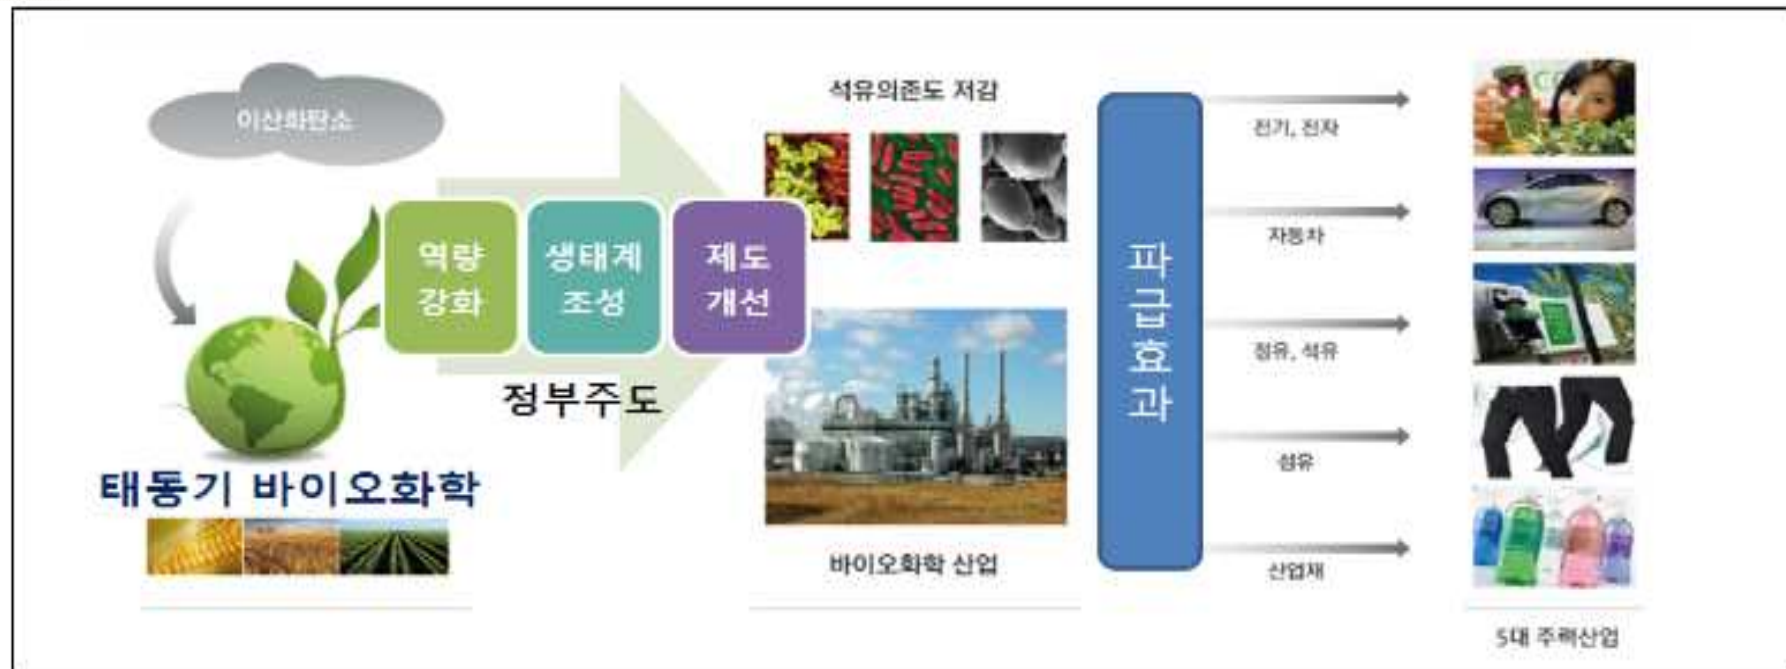 이산화탄소
역량
강화
생태계
조성
제도
개선
정부주도
태동기 바이오화학
석유의존도 저감
바이오화학 산업
파급효과
전기, 전자
자동차
정유, 석유
섬유
산업재
5대 주력산업